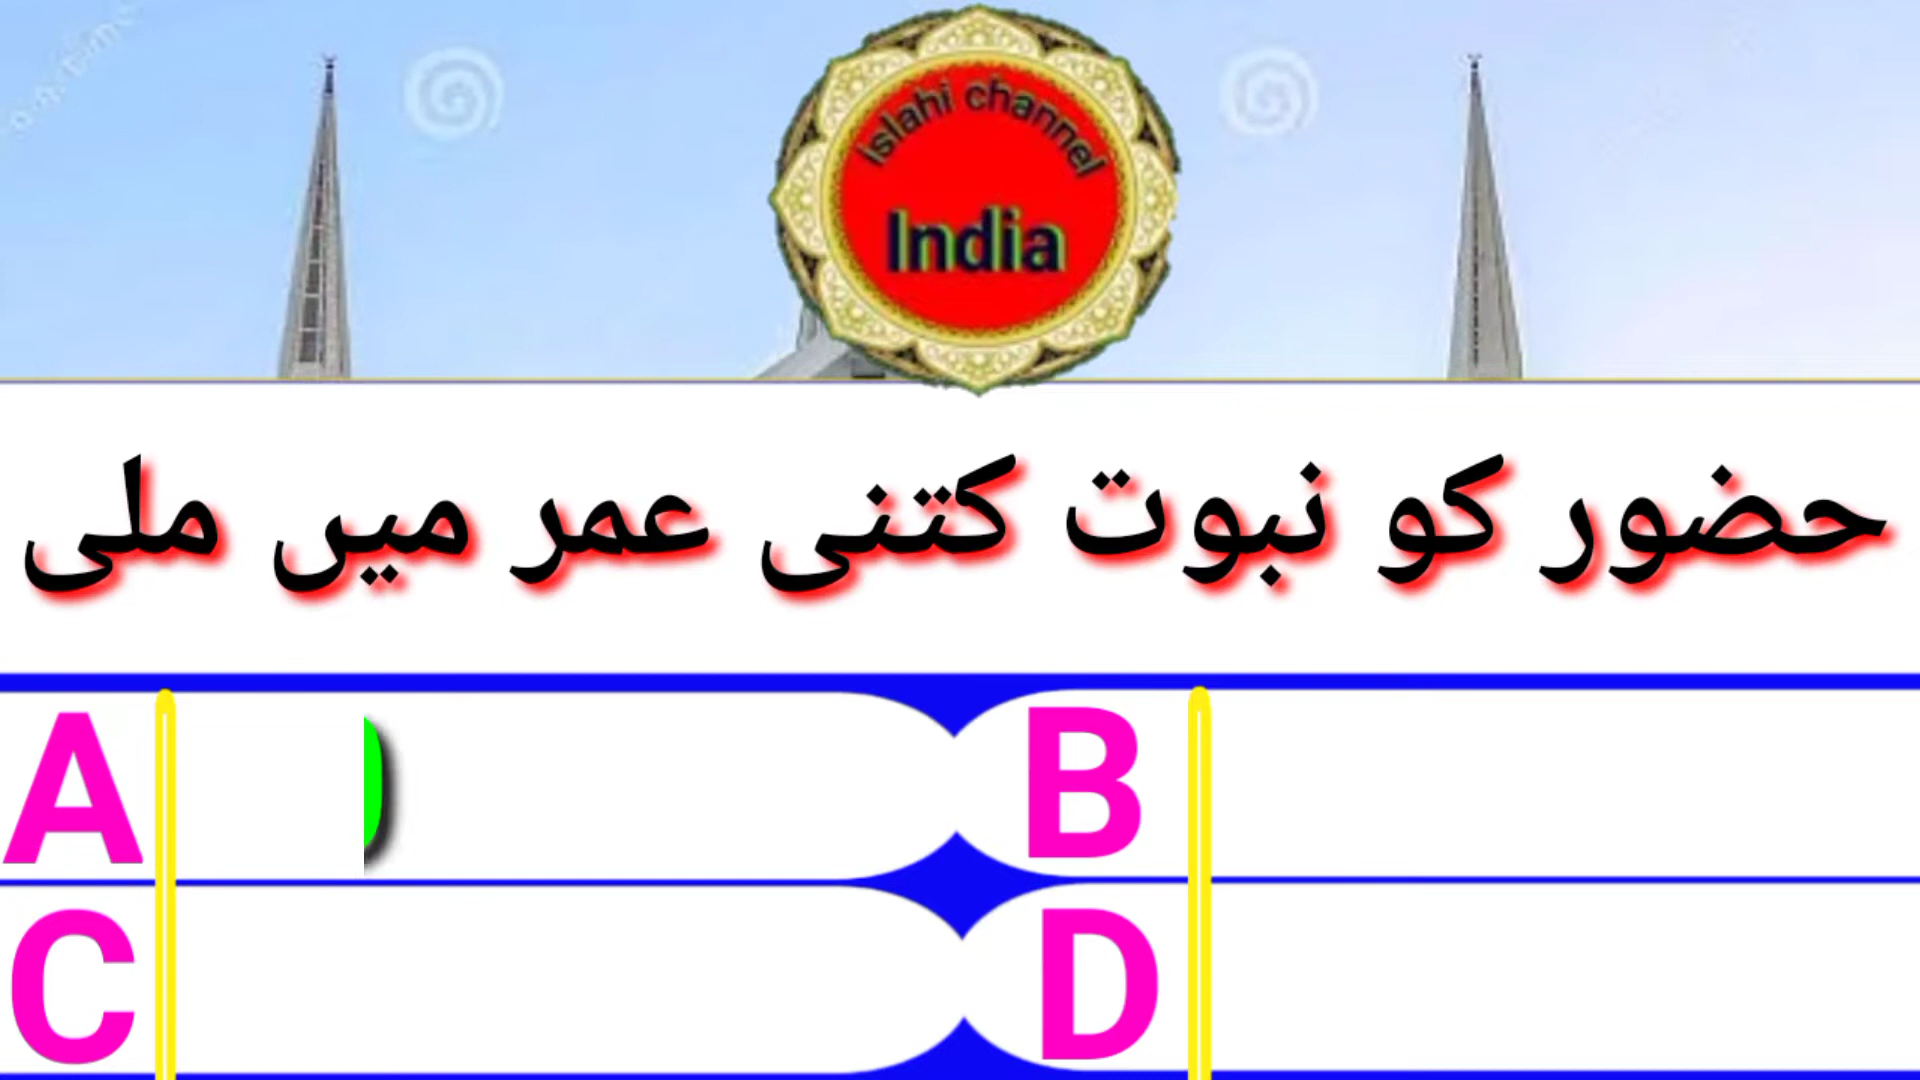 islahi channel
India
حضور کو نبوت کتنی عمر میں ملی
A
B
C
D